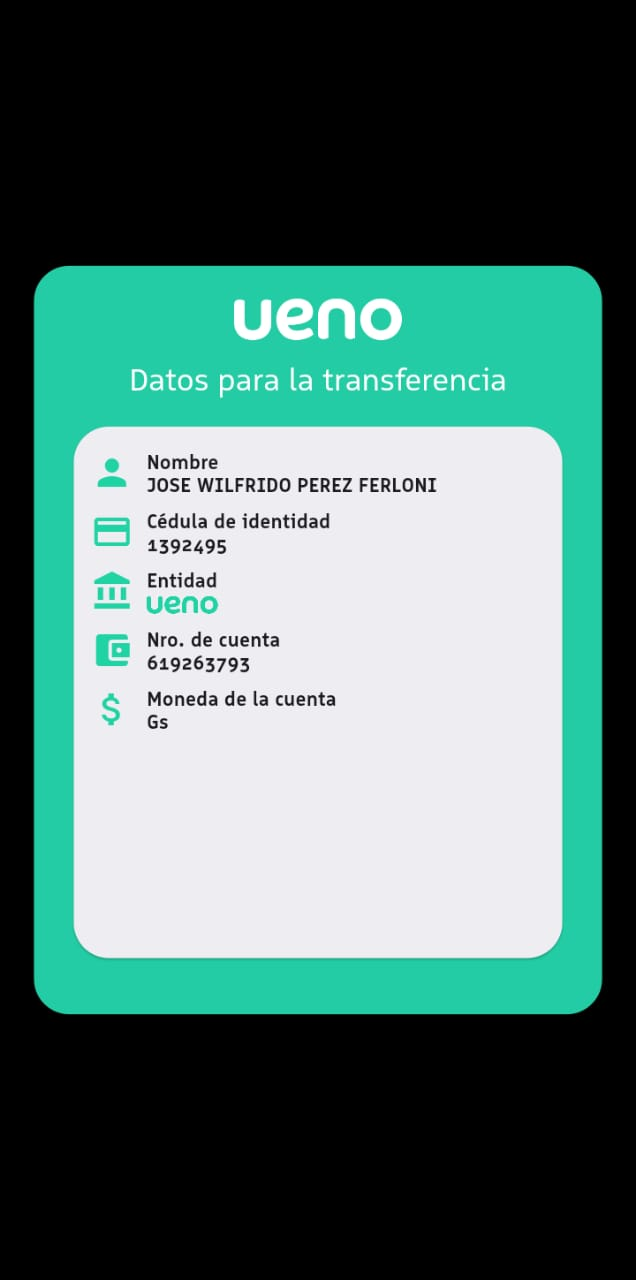 ueno
Datos para la transferencia
Nombre
JOSE WILFRIDO PEREZ FERLONI
Cédula de identidad
1392495
Entidad
ueno
Nro. de cuenta
619263793
Moneda de la cuenta
Gs